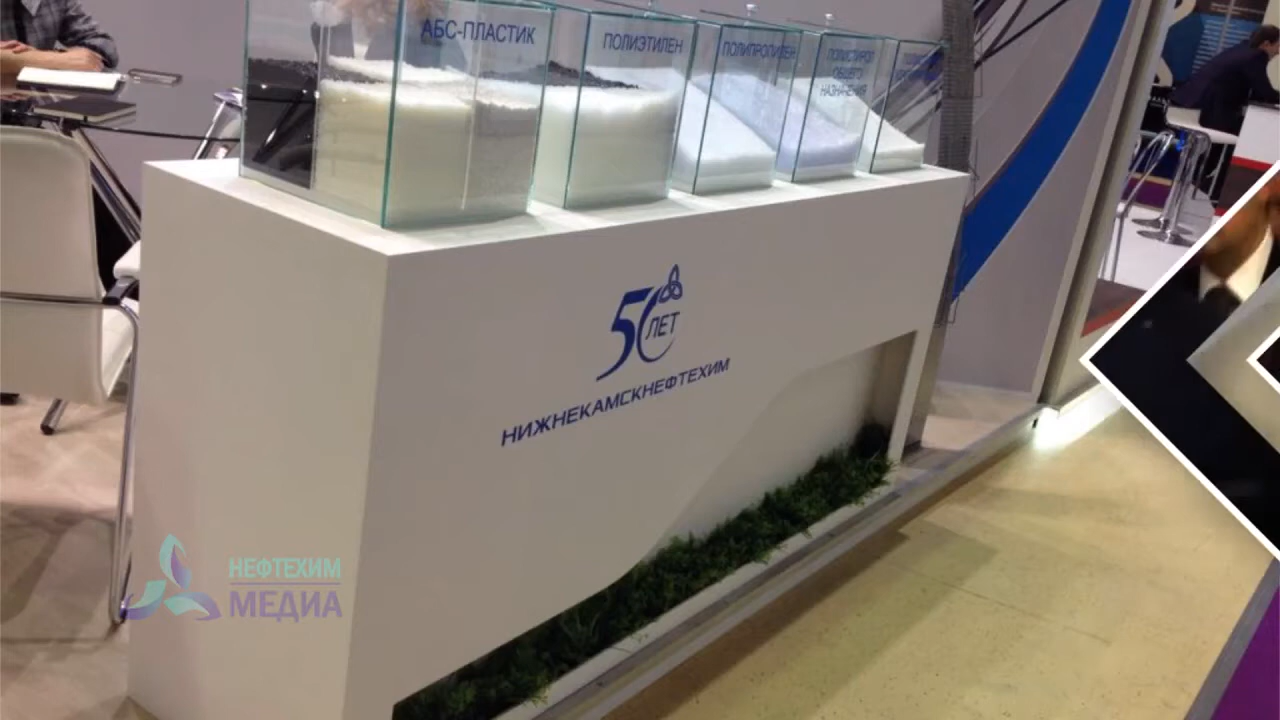 АБС-ПЛАСТИК
ПОЛИЭТИЛЕН
ПОЛИПРОПИЛЕН
ПОЛИСТИРОЛ
ОБЩЕГО
НАЗНАЧЕНИЯ
50 ЛЕТ
НИЖНЕКАМСКНЕФТЕХИМ
НЕФТЕХИМ
МЕДИА